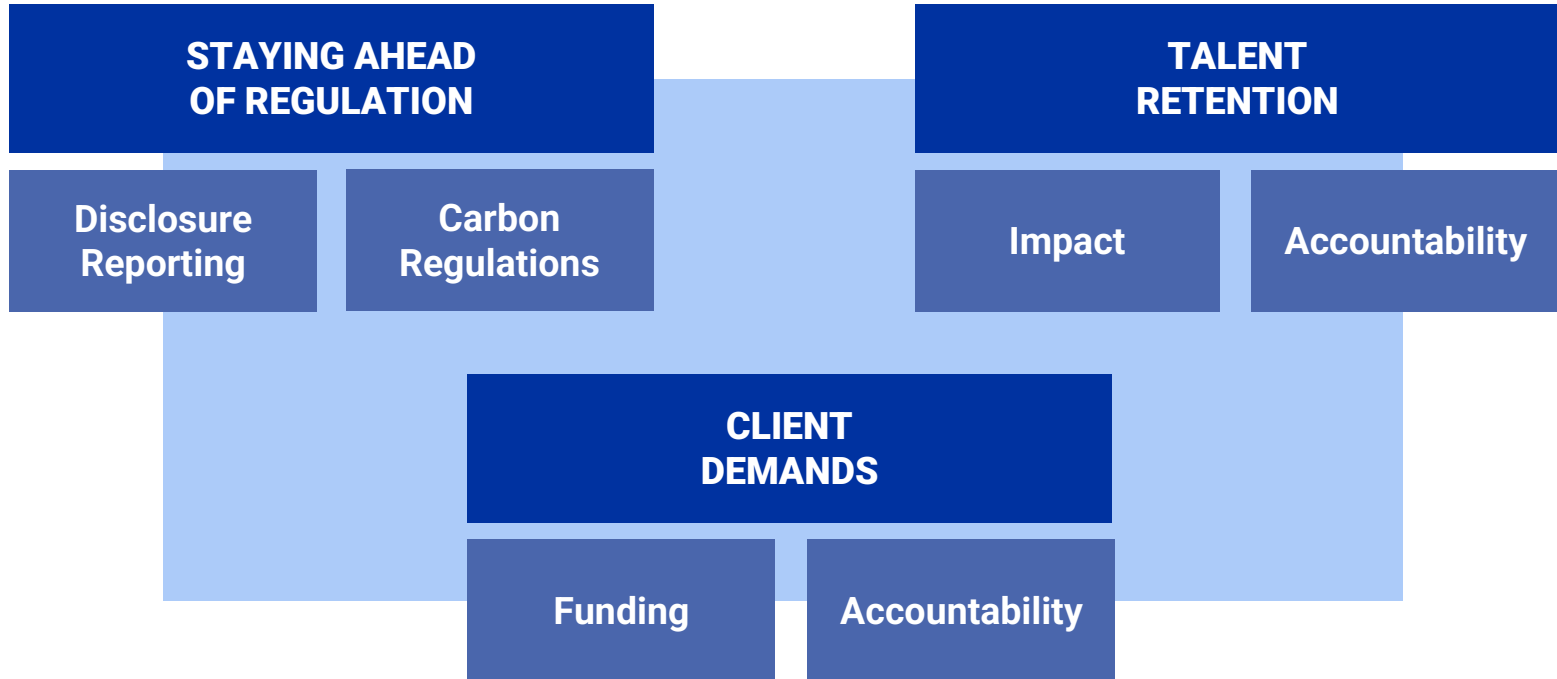 STAYING AHEAD
OF REGULATION
Disclosure
Reporting
Carbon
Regulations
TALENT
RETENTION
Impact
Accountability
CLIENT
DEMANDS
Funding
Accountability